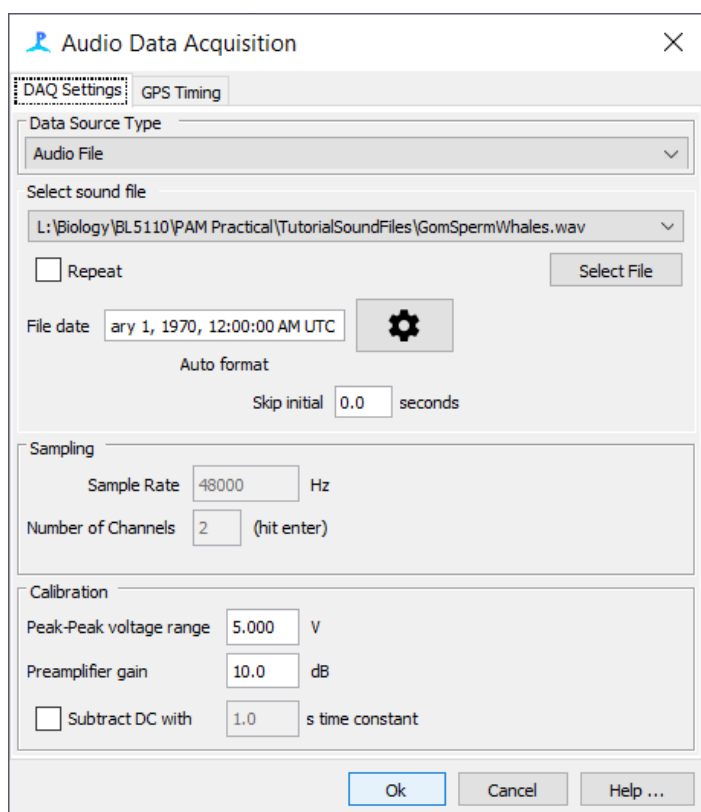 Audio Data Acquisition
DAQ Settings GPS Timing
Data Source Type
Audio File
Select sound file
L:\Biology\BL5110\PAM Practical\TutorialSoundFiles\GomSpermWhales.wav
Repeat Select File
File date ary 1, 1970, 12:00:00 AM UTC
Auto format
Skip initial 0.0 seconds
Sampling
Sample Rate 48000 Hz
Number of Channels 2 (hit enter)
Calibration
Peak-Peak voltage range 5.000 V
Preamplifier gain 10.0 dB
Subtract DC with 1.0 s time constant
Ok Cancel Help ...